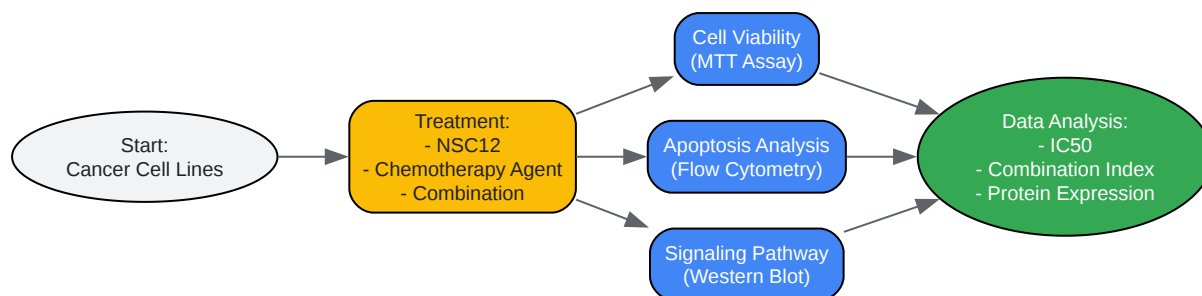 Start:
Cancer Cell Lines
Treatment:
- NSC12
- Chemotherapy Agent
- Combination
Cell Viability
(MTT Assay)
Apoptosis Analysis
(Flow Cytometry)
Signaling Pathway
(Western Blot)
Data Analysis:
- IC50
- Combination Index
- Protein Expression